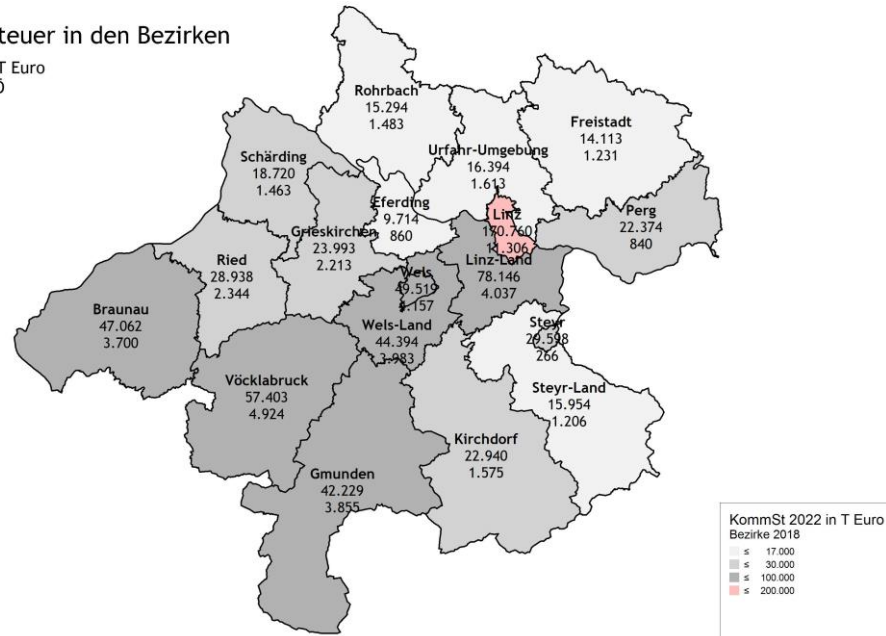 teuer in den Bezirken
T Euro
Rohrbach
15.294
1.483
Freistadt
14.113
1.231
Urfahr-Umgebung
16.394
1.613
Schärding
18.720
1.463
Eferding
9.714
860
Linz
170.760
11.306
Perg
22.374
840
Grieskirchen
23.993
2.213
Ried
28.938
2.344
Linz-Land
78.146
4.037
Wels
49.519
4.157
Braunau
47.062
3.700
Wels-Land
44.394
3.983
Steyr
29.598
266
Vöcklabruck
57.403
4.924
Steyr-Land
15.954
1.206
Kirchdorf
22.940
1.575
Gmunden
42.229
3.855
KommSt 2022 in T Euro
Bezirke 2018
≤ 17.000
≤ 30.000
≤ 100.000
≤ 200.000